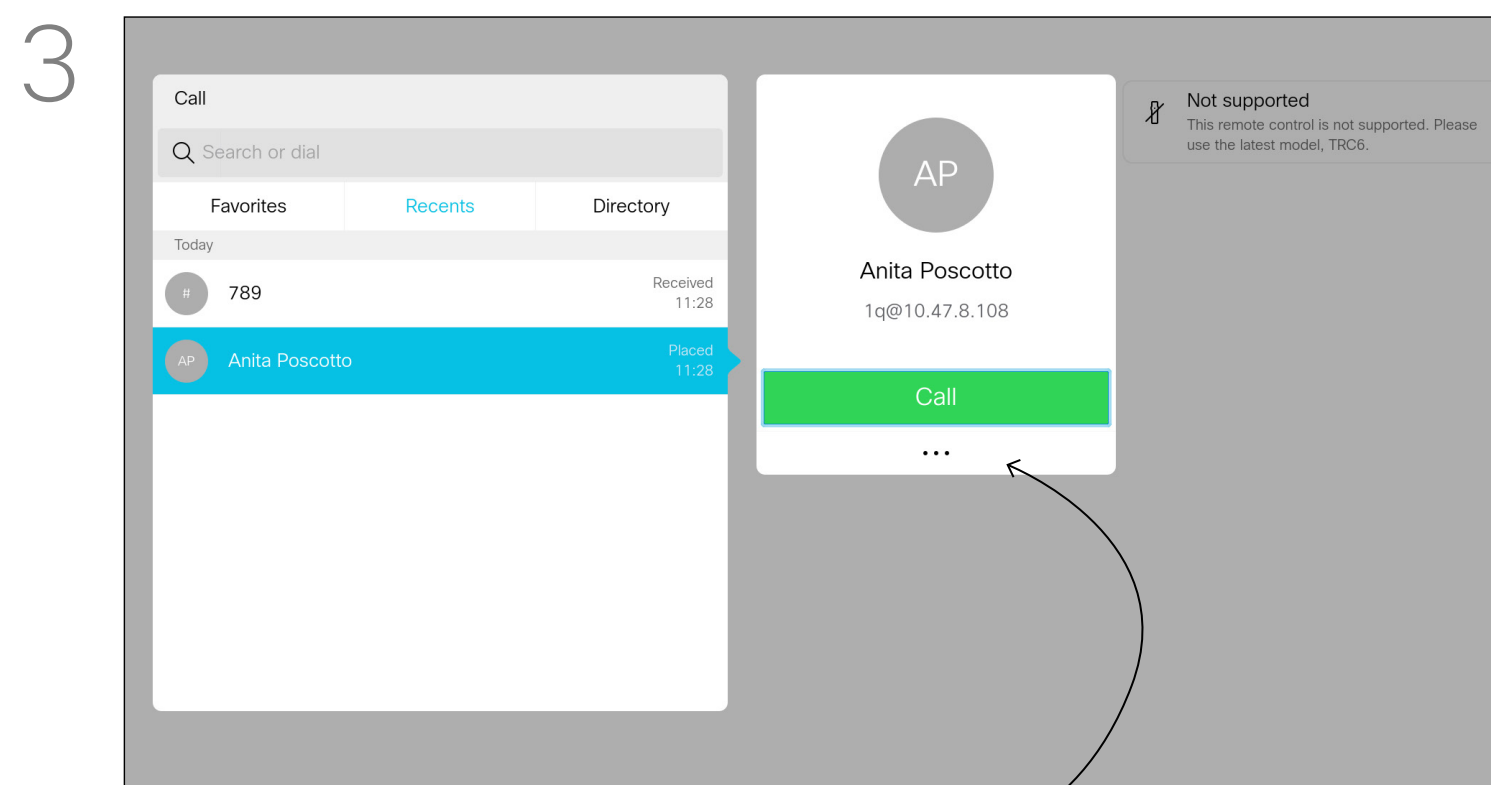 3
Call
Search or dial
Favorites Recents Directory
Today
# 789 Received
11:28
AP Anita Poscotto Placed
11:28
AP
Anita Poscotto
1q@10.47.8.108
Call
...
Not supported
This remote control is not supported. Please
use the latest model, TRC6.